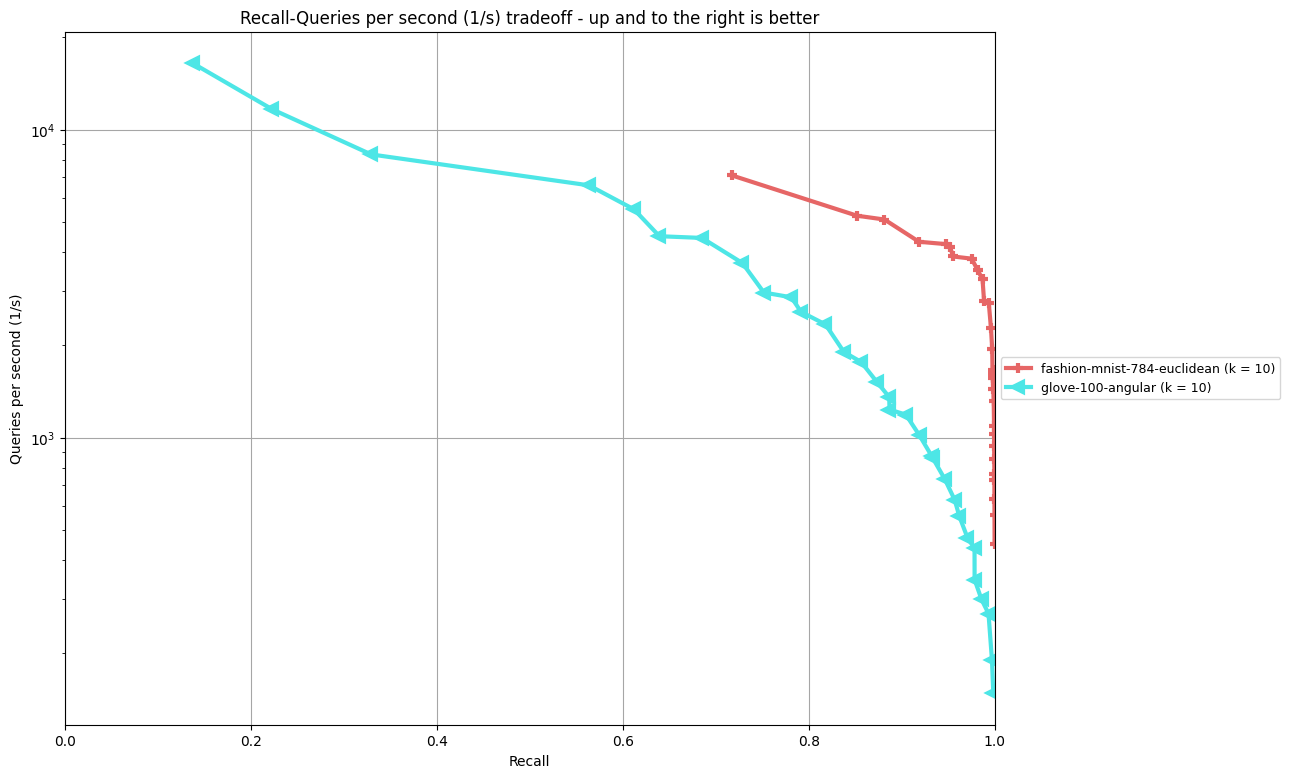 Recall-Queries per second (1/s) tradeoff - up and to the right is better
10^4
10^3
Queries per second (1/s)
0.0 0.2 0.4 0.6 0.8 1.0
Recall
fashion-mnist-784-euclidean (k = 10)
glove-100-angular (k = 10)